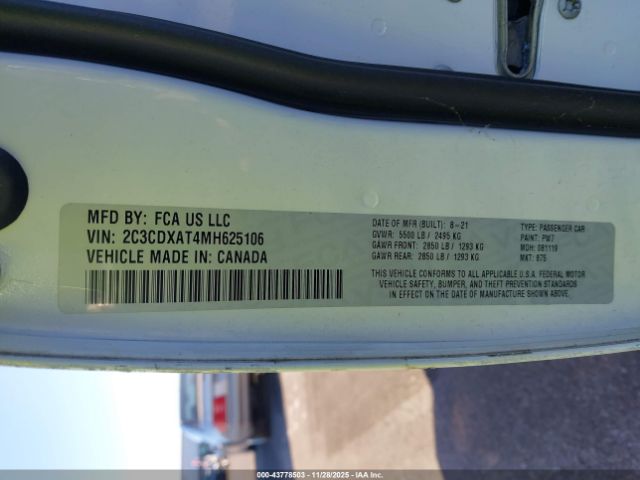 MFD BY: FCA US LLC
VIN: 2C3CDXAT4MH625106
VEHICLE MADE IN: CANADA
DATE OF MFR (BUILT): 8-21
GVWR: 5500 LB / 2495 KG
GAWR FRONT: 2850 LB / 1293 KG
GAWR REAR: 2850 LB / 1293 KG
TYPE: PASSENGER CAR
PAINT: PW7
MDH: 081119
MKT: 875
THIS VEHICLE CONFORMS TO ALL APPLICABLE U.S.A. FEDERAL MOTOR
VEHICLE SAFETY, BUMPER, AND THEFT PREVENTION STANDARDS
IN EFFECT ON THE DATE OF MANUFACTURE SHOWN ABOVE.
000-43778503 - 11/28/2025 - IAAI.COM